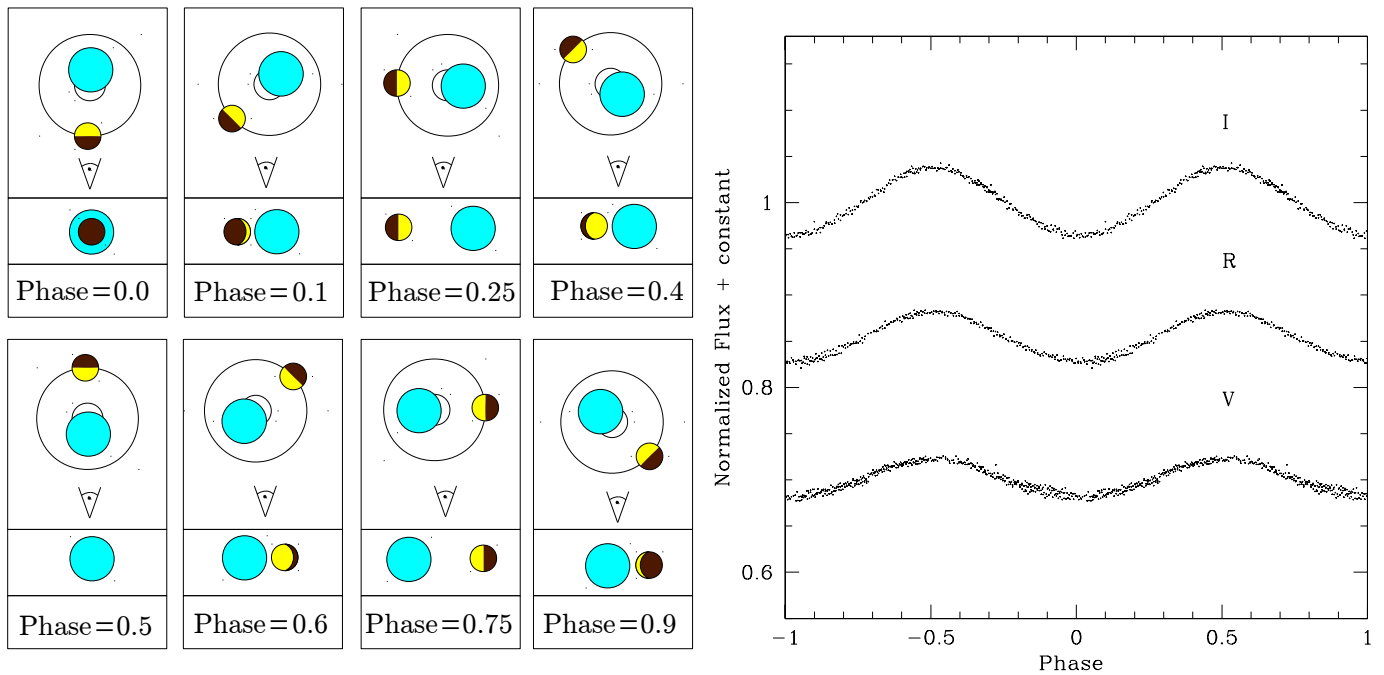 Phase=0.0
Phase=0.1
Phase=0.25
Phase=0.4
Phase=0.5
Phase=0.6
Phase=0.75
Phase=0.9
Normalized Flux + constant
1
0.8
0.6
I
R
V
−1
−0.5
0
0.5
1
Phase